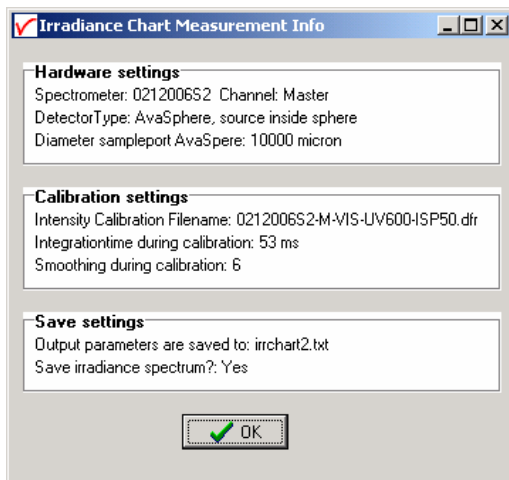 Irradiance Chart Measurement Info
Hardware settings
Spectrometer: 0212006S2 Channel: Master
DetectorType: AvaSphere, source inside sphere
Diameter sampleport AvaSpere: 10000 micron
Calibration settings
Intensity Calibration Filename: 0212006S2-M-VIS-UV600-ISP50.dfr
Integrationtime during calibration: 53 ms
Smoothing during calibration: 6
Save settings
Output parameters are saved to: irrchart2.txt
Save irradiance spectrum?: Yes
OK